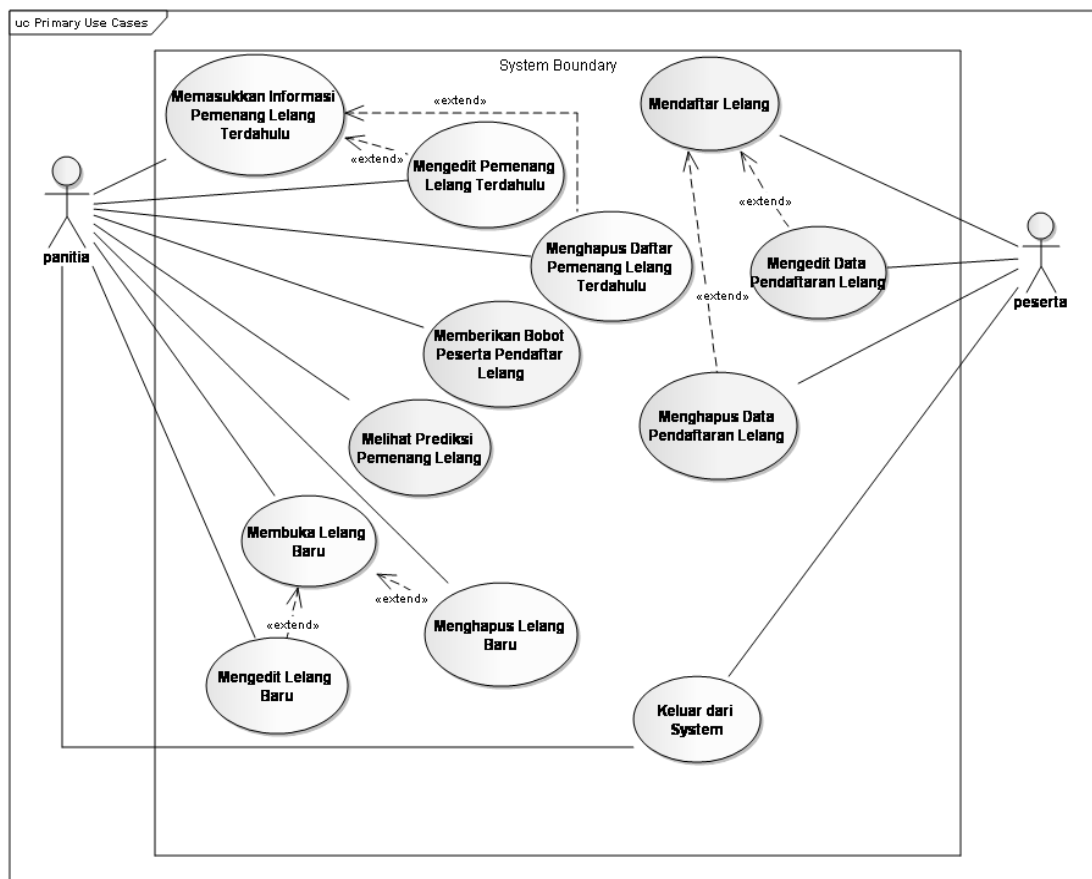 uc Primary Use Cases
System Boundary
Memasukkan Informasi
Pemenang Lelang
Terdahulu
«extend»
«extend»
Mengedit Pemenang
Lelang Terdahulu
Mendaftar Lelang
«extend»
panitia
Menghapus Daftar
Pemenang Lelang
Terdahulu
Mengedit Data
Pendaftaran Lelang
peserta
«extend»
Memberikan Bobot
Peserta Pendaftar
Lelang
Menghapus Data
Pendaftaran Lelang
Melihat Prediksi
Pemenang Lelang
Membuka Lelang
Baru
«extend»
«extend»
Menghapus Lelang
Baru
Mengedit Lelang
Baru
Keluar dari
System